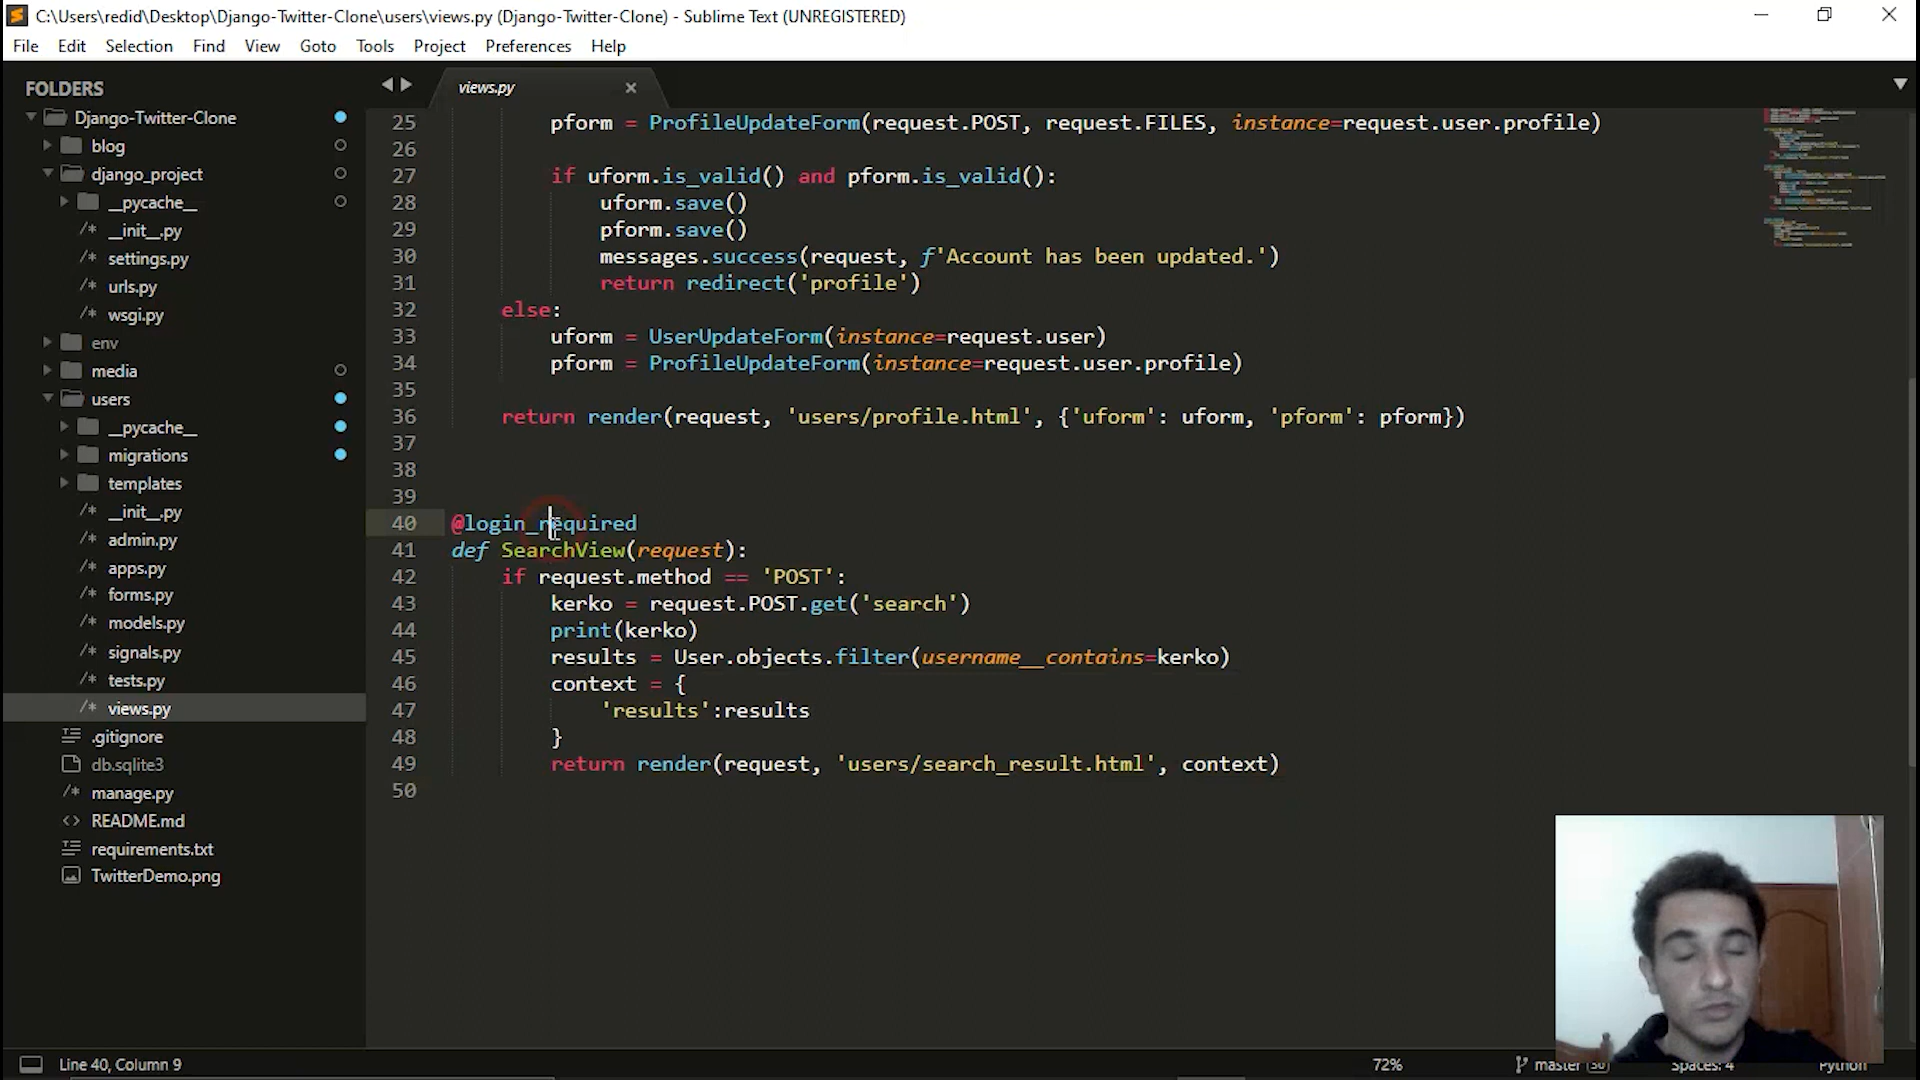 C:\Users\redid\Desktop\Django-Twitter-Clone\users\views.py (Django-Twitter-Clone) - Sublime Text (UNREGISTERED)
File Edit Selection Find View Goto Tools Project Preferences Help
FOLDERS
Django-Twitter-Clone
blog
django_project
__pycache__
__init__.py
settings.py
urls.py
wsgi.py
env
media
users
__pycache__
migrations
templates
__init__.py
admin.py
apps.py
forms.py
models.py
signals.py
tests.py
views.py
.gitignore
db.sqlite3
manage.py
README.md
requirements.txt
TwitterDemo.png
views.py
25 pform = ProfileUpdateForm(request.POST, request.FILES, instance=request.user.profile)
26
27 if uform.is_valid() and pform.is_valid():
28 uform.save()
29 pform.save()
30 messages.success(request, f'Account has been updated.')
31 return redirect('profile')
32 else:
33 uform = UserUpdateForm(instance=request.user)
34 pform = ProfileUpdateForm(instance=request.user.profile)
35
36 return render(request, 'users/profile.html', {'uform': uform, 'pform': pform})
37
38
39
40 @login_required
41 def SearchView(request):
42 if request.method == 'POST':
43 kerko = request.POST.get('search')
44 print(kerko)
45 results = User.objects.filter(username__contains=kerko)
46 context = {
47 'results':results
48 }
49 return render(request, 'users/search_result.html', context)
50
Line 40, Column 9 72% master 30 Spaces: 4 Python